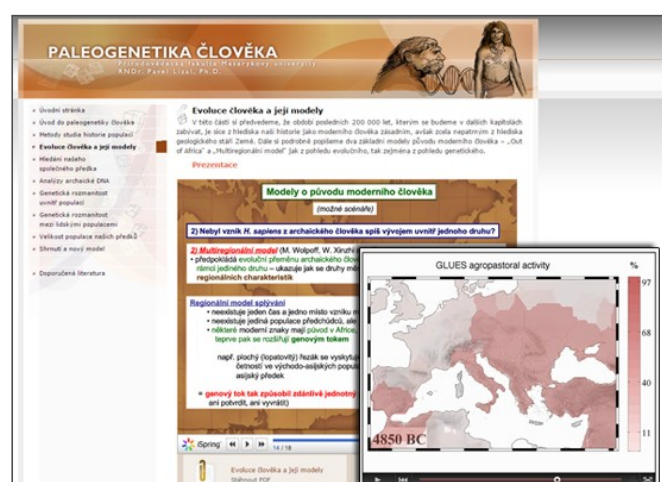 PALEOGENETIKA ČLOVĚKA
Přírodovědecká fakulta Masarykovy univerzity
RNDr. Pavel Lízal, Ph.D.
» Úvodní stránka
» Úvod do paleogenetiky člověka
» Metody studia historie populací
» Evoluce člověka a její modely
» Hledání našeho
společného předka
» Analýzy archaické DNA
» Genetická rozmanitost
uvnitř populací
» Genetická rozmanitost
mezi lidskými populacemi
» Velikost populace našich předků
» Shrnutí a nový model
» Doporučená literatura
Evoluce člověka a její modely
V této části si předvedeme, že období posledních 200 000 let, kterým se budeme v dalších kapitolách
zabývat, je sice z hlediska naší historie jako moderního člověka zásadním, avšak zcela nepatrným z hlediska
geologického stáří Země. Dále si podrobně popíšeme dva základní modely původu moderního člověka – „Out
of Africa" a „Multiregionální model" jak z pohledu evolučního, tak zejména z pohledu genetického.
Prezentace
Modely o původu moderního člověka
(možné scénáře)
2) Nebyl vznik H. sapiens z archaického člověka spíš vývojem uvnitř jednoho druhu?
2) Multiregionální model (M. Wolpoff, W. Xinzhi
• předpokládá evoluční přeměnu archaického člov
rámci jediného druhu – ukazuje jak se druhy mě
regionálních charakteristik
Regionální model splývání
• neexistuje jeden čas a jedno místo vzniku m
• neexistuje jediná populace předchůdců, ale
• některé moderní znaky mají původ v Africe,
teprve pak se rozšiřují genovým tokem
např. plochý (lopatovitý) řezák se vyskytuje
četností ve východo-asijských popula
asijský předek
= genový tok tak způsobil zdánlivě jednotný
ani potvrdit, ani vyvrátit)
iSpring
14 / 18
Evoluce člověka a její modely
Stáhnout PDF
GLUES agropastoral activity
%
97
68
40
11
4850 BC